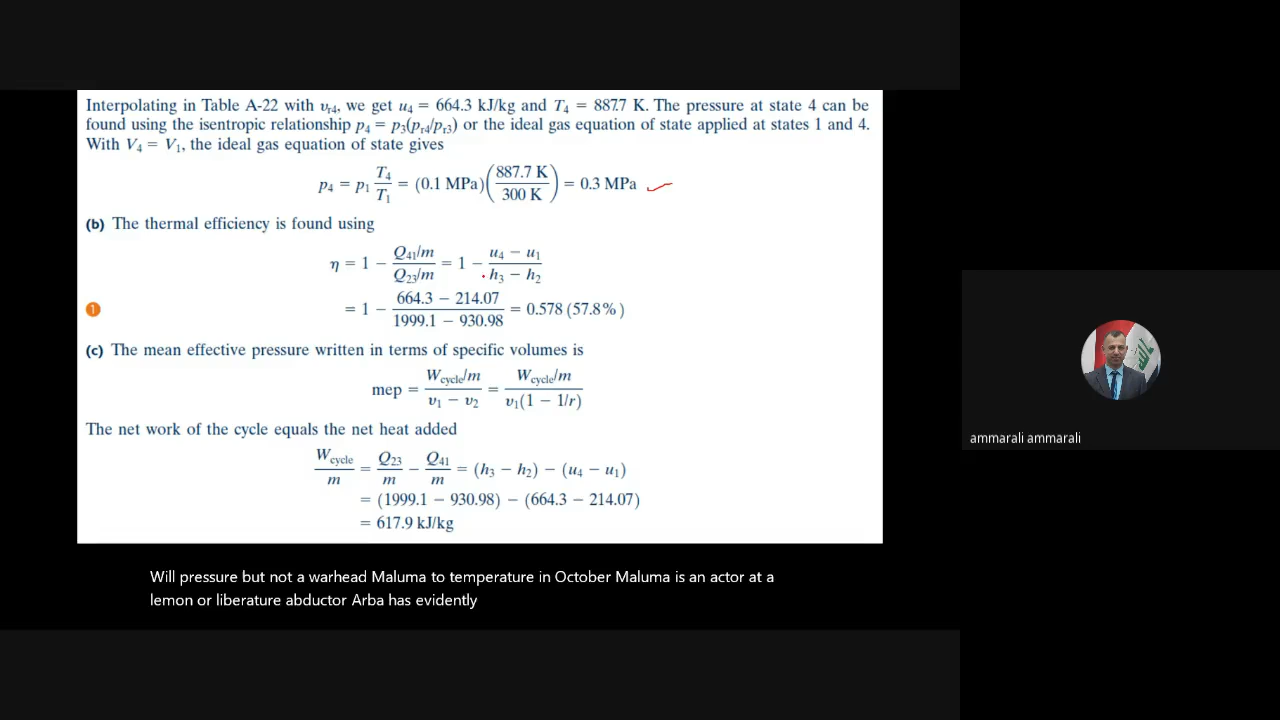 Interpolating in Table A-22 with vr4, we get u4 = 664.3 kJ/kg and T4 = 887.7 K. The pressure at state 4 can be
found using the isentropic relationship p4 = p3(pr4/pr3) or the ideal gas equation of state applied at states 1 and 4.
With V4 = V1, the ideal gas equation of state gives
p4 = p1 T4/T1 = (0.1 MPa)(887.7 K/300 K) = 0.3 MPa
(b) The thermal efficiency is found using
η = 1 − Q41/m / Q23/m = 1 − u4 − u1 / h3 − h2
1 = 1 − 664.3 − 214.07 / 1999.1 − 930.98 = 0.578 (57.8%)
(c) The mean effective pressure written in terms of specific volumes is
mep = Wcycle/m / v1 − v2 = Wcycle/m / v1(1 − 1/r)
The net work of the cycle equals the net heat added
Wcycle/m = Q23/m − Q41/m = (h3 − h2) − (u4 − u1)
= (1999.1 − 930.98) − (664.3 − 214.07)
= 617.9 kJ/kg
ammarali ammarali
Will pressure but not a warhead Maluma to temperature in October Maluma is an actor at a
lemon or liberature abductor Arba has evidently